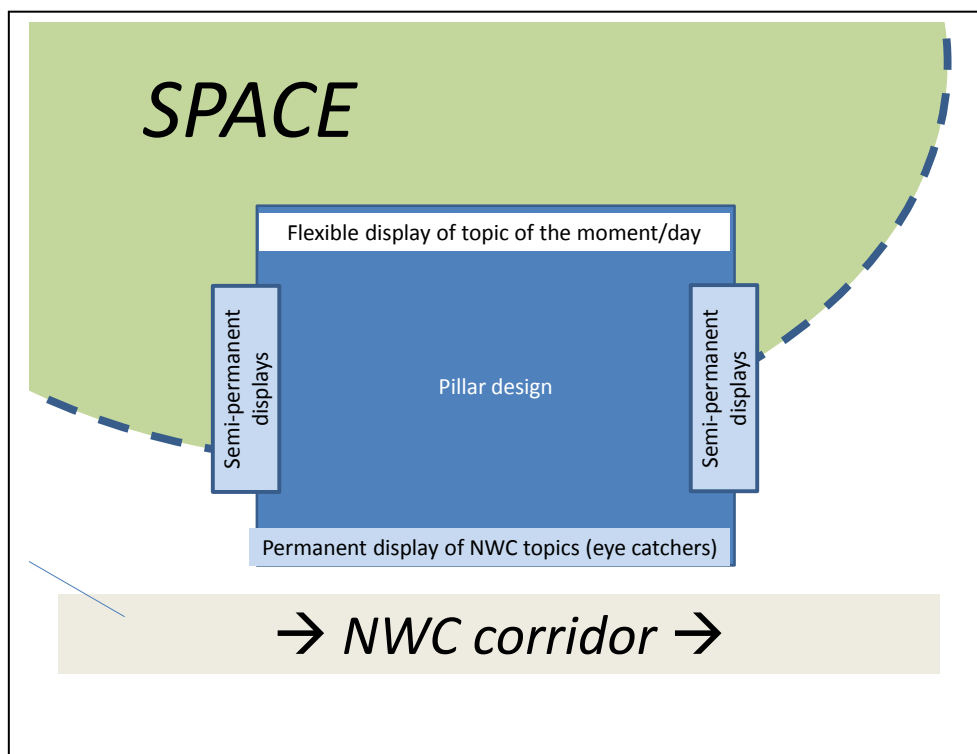 SPACE
Flexible display of topic of the moment/day
Semi-permanent
displays
Pillar design
Semi-permanent
displays
Permanent display of NWC topics (eye catchers)
→ NWC corridor →